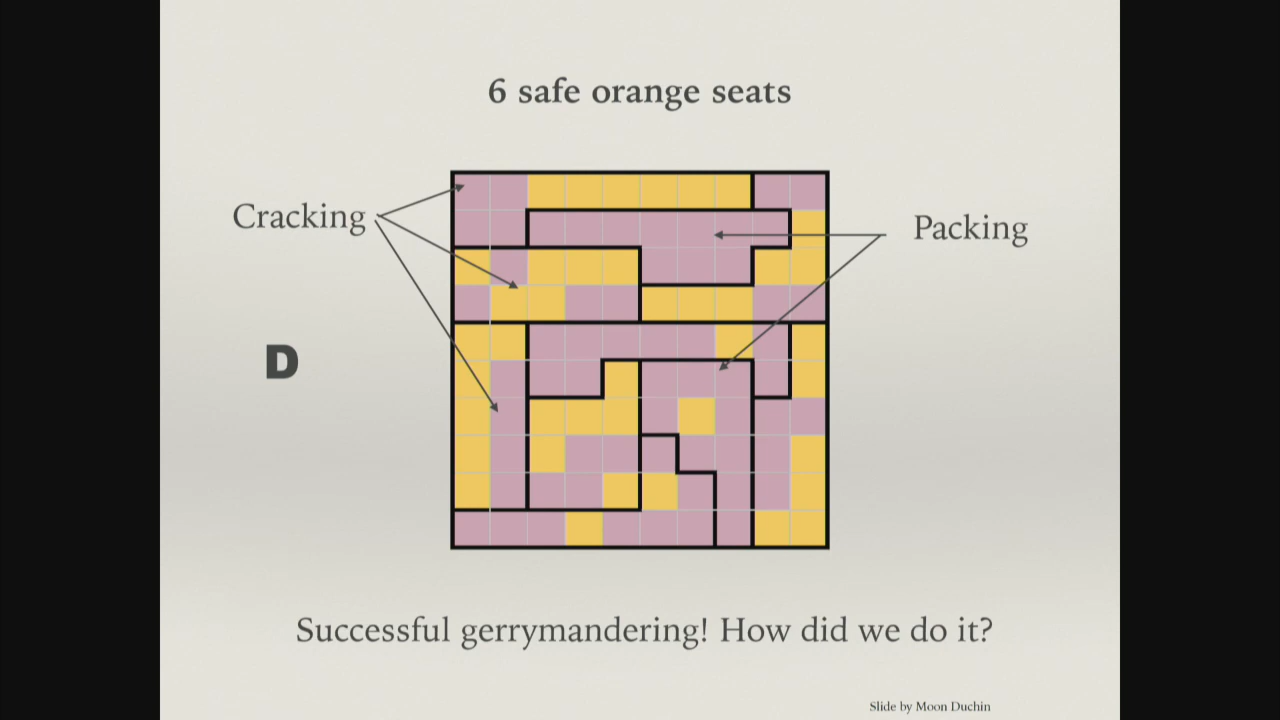 6 safe orange seats
Cracking
Packing
D
Successful gerrymandering! How did we do it?
Slide by Moon Duchin